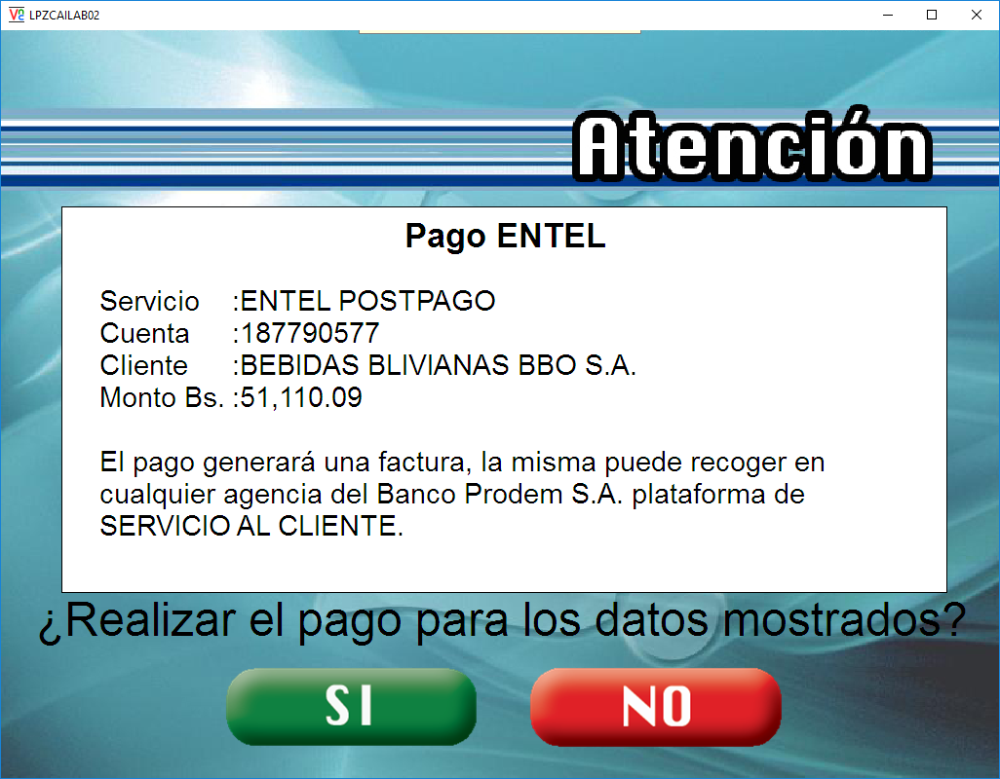 LPZCAILAB02
Atención
Pago ENTEL
Servicio :ENTEL POSTPAGO
Cuenta :187790577
Cliente :BEBIDAS BLIVIANAS BBO S.A.
Monto Bs. :51,110.09
El pago generará una factura, la misma puede recoger en
cualquier agencia del Banco Prodem S.A. plataforma de
SERVICIO AL CLIENTE.
¿Realizar el pago para los datos mostrados?
SI NO